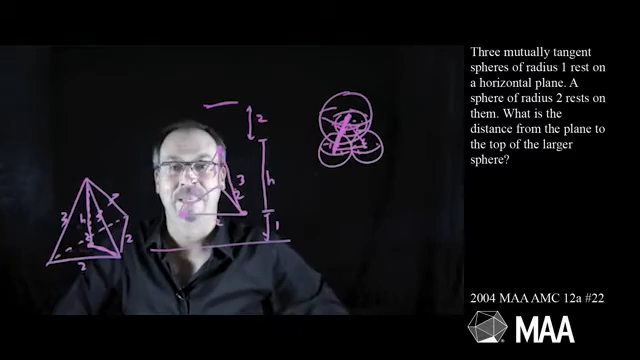 Three mutually tangent
spheres of radius 1 rest on
a horizontal plane. A
sphere of radius 2 rests on
them. What is the
distance from the plane to
the top of the larger
sphere?
2
3
h
1
3
h
2
2
2004 MAA AMC 12a #22
MAA